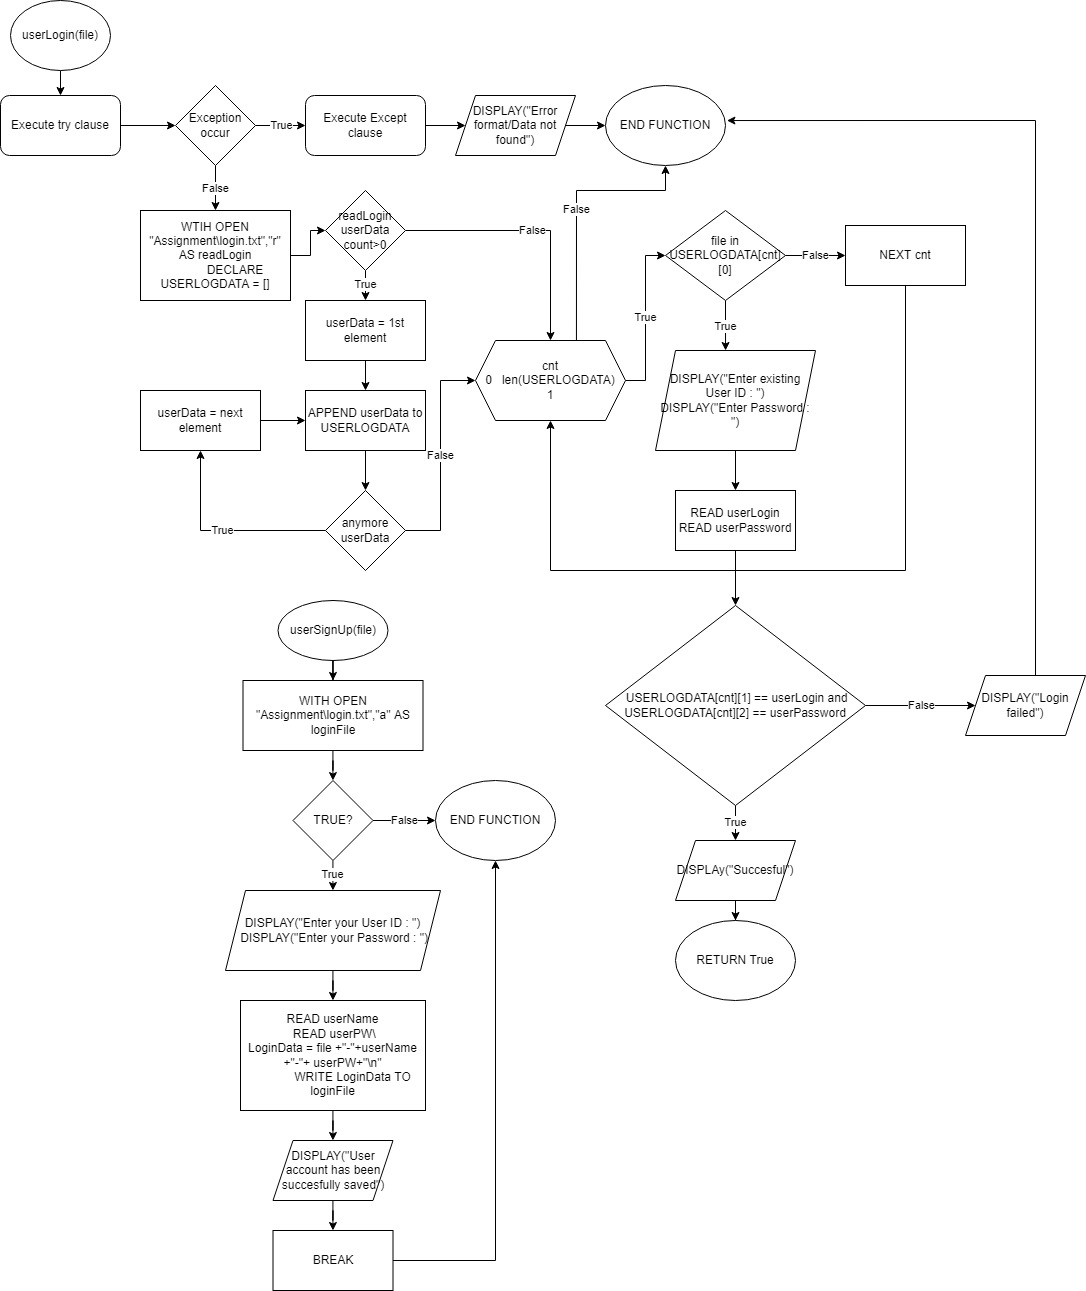 userLogin(file)
Execute try clause
Exception
occur
True
Execute Except
clause
DISPLAY("Error
format/Data not
found")
END FUNCTION
False
WTIH OPEN
"Assignment\login.txt","r"
AS readLogin
DECLARE
USERLOGDATA = []
readLogin
userData
count>0
False
True
userData = 1st
element
APPEND userData to
USERLOGDATA
userData = next
element
anymore
userData
True
False
cnt
0 len(USERLOGDATA)
1
False
True
file in
USERLOGDATA[cnt]
[0]
False
NEXT cnt
True
DISPLAY("Enter existing
User ID : ")
DISPLAY("Enter Password :
")
READ userLogin
READ userPassword
USERLOGDATA[cnt][1] == userLogin and
USERLOGDATA[cnt][2] == userPassword
False
DISPLAY("Login
failed")
True
DISPLAy("Succesful")
RETURN True
userSignUp(file)
WITH OPEN
"Assignment\login.txt","a" AS
loginFile
TRUE?
False
END FUNCTION
True
DISPLAY("Enter your User ID : ")
DISPLAY("Enter your Password : ")
READ userName
READ userPW\
LoginData = file +"-"+userName
+"-"+ userPW+"\n"
WRITE LoginData TO
loginFile
DISPLAY("User
account has been
succesfully saved")
BREAK